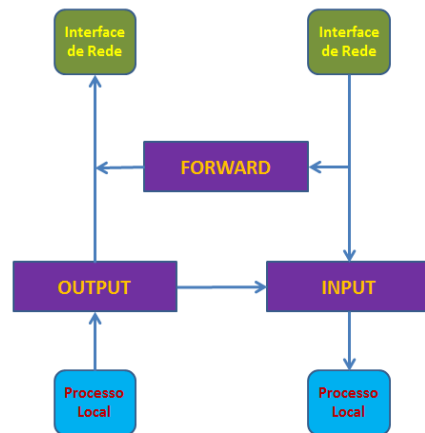 Interface
de Rede
Interface
de Rede
FORWARD
OUTPUT
INPUT
Processo
Local
Processo
Local